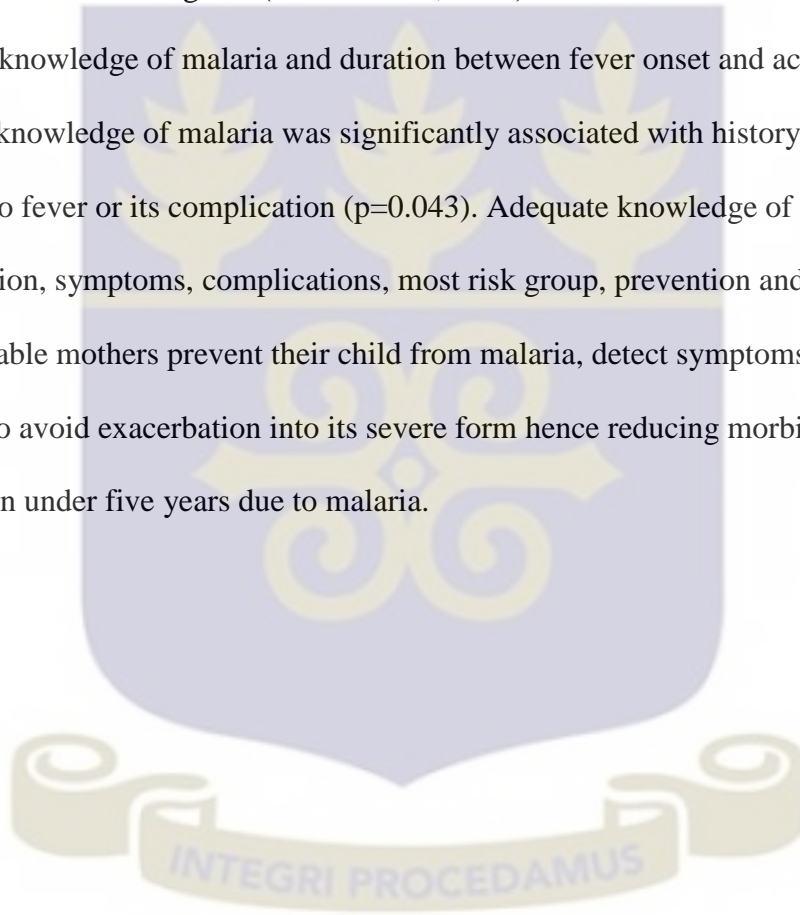 knowledge of malaria and duration between fever onset and ac
knowledge of malaria was significantly associated with history
o fever or its complication (p=0.043). Adequate knowledge of
ion, symptoms, complications, most risk group, prevention and
able mothers prevent their child from malaria, detect symptoms
o avoid exacerbation into its severe form hence reducing morbi
n under five years due to malaria.
INTEGRI PROCEDAMUS